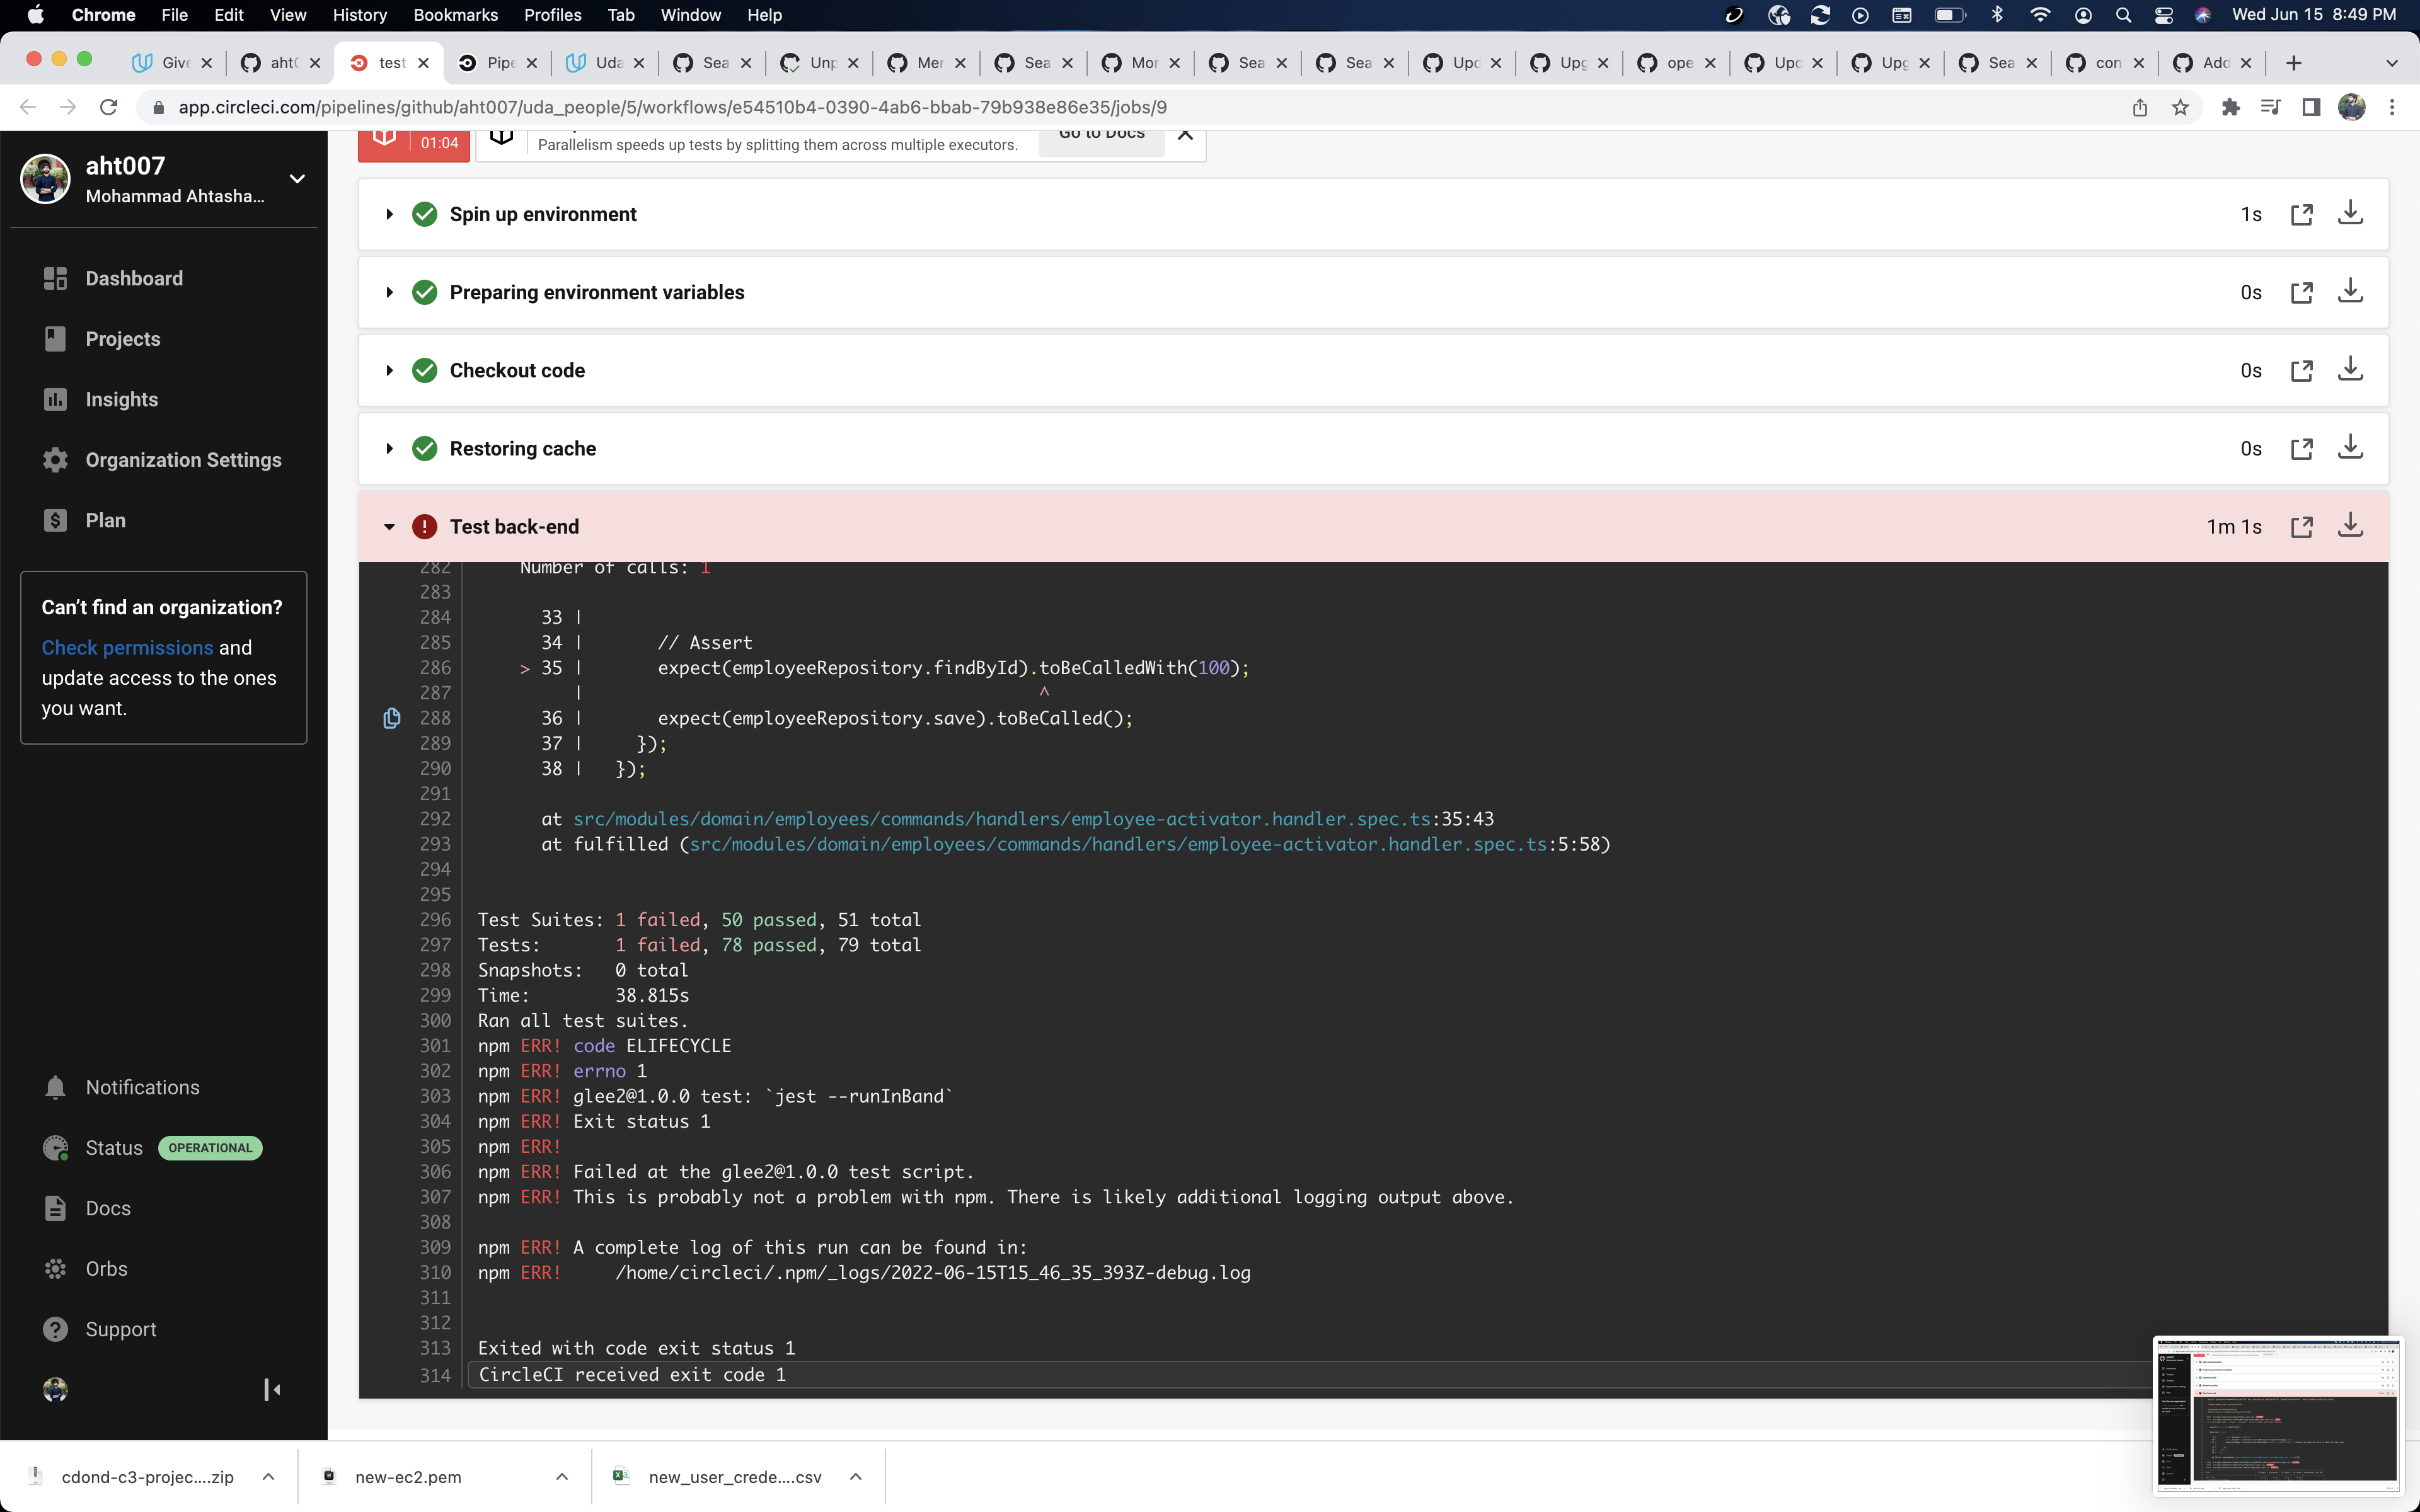 Chrome File Edit View History Bookmarks Profiles Tab Window Help Wed Jun 15 8:49 PM
Give aht test Pipe Uda Sea Unp Mer Sea Mor Sea Sea Upc Upg ope Upc Upg Sea con Add
app.circleci.com/pipelines/github/aht007/uda_people/5/workflows/e54510b4-0390-4ab6-bbab-79b938e86e35/jobs/9
aht007
Mohammad Ahtasha...
Dashboard
Projects
Insights
Organization Settings
Plan
Can't find an organization?
Check permissions and
update access to the ones
you want.
Notifications
Status OPERATIONAL
Docs
Orbs
Support
01:04
Parallelism speeds up tests by splitting them across multiple executors.
Go to Docs
Spin up environment 1s
Preparing environment variables 0s
Checkout code 0s
Restoring cache 0s
Test back-end 1m 1s
282 Number of calls: 1
283
284 33 |
285 34 | // Assert
286 > 35 | expect(employeeRepository.findById).toBeCalledWith(100);
287 | ^
288 36 | expect(employeeRepository.save).toBeCalled();
289 37 | });
290 38 | });
291
292 at src/modules/domain/employees/commands/handlers/employee-activator.handler.spec.ts:35:43
293 at fulfilled (src/modules/domain/employees/commands/handlers/employee-activator.handler.spec.ts:5:58)
294
295
296 Test Suites: 1 failed, 50 passed, 51 total
297 Tests: 1 failed, 78 passed, 79 total
298 Snapshots: 0 total
299 Time: 38.815s
300 Ran all test suites.
301 npm ERR! code ELIFECYCLE
302 npm ERR! errno 1
303 npm ERR! glee2@1.0.0 test: `jest --runInBand`
304 npm ERR! Exit status 1
305 npm ERR!
306 npm ERR! Failed at the glee2@1.0.0 test script.
307 npm ERR! This is probably not a problem with npm. There is likely additional logging output above.
308
309 npm ERR! A complete log of this run can be found in:
310 npm ERR! /home/circleci/.npm/_logs/2022-06-15T15_46_35_393Z-debug.log
311
312
313 Exited with code exit status 1
314 CircleCI received exit code 1
cdond-c3-projec....zip
new-ec2.pem
new_user_crede....csv